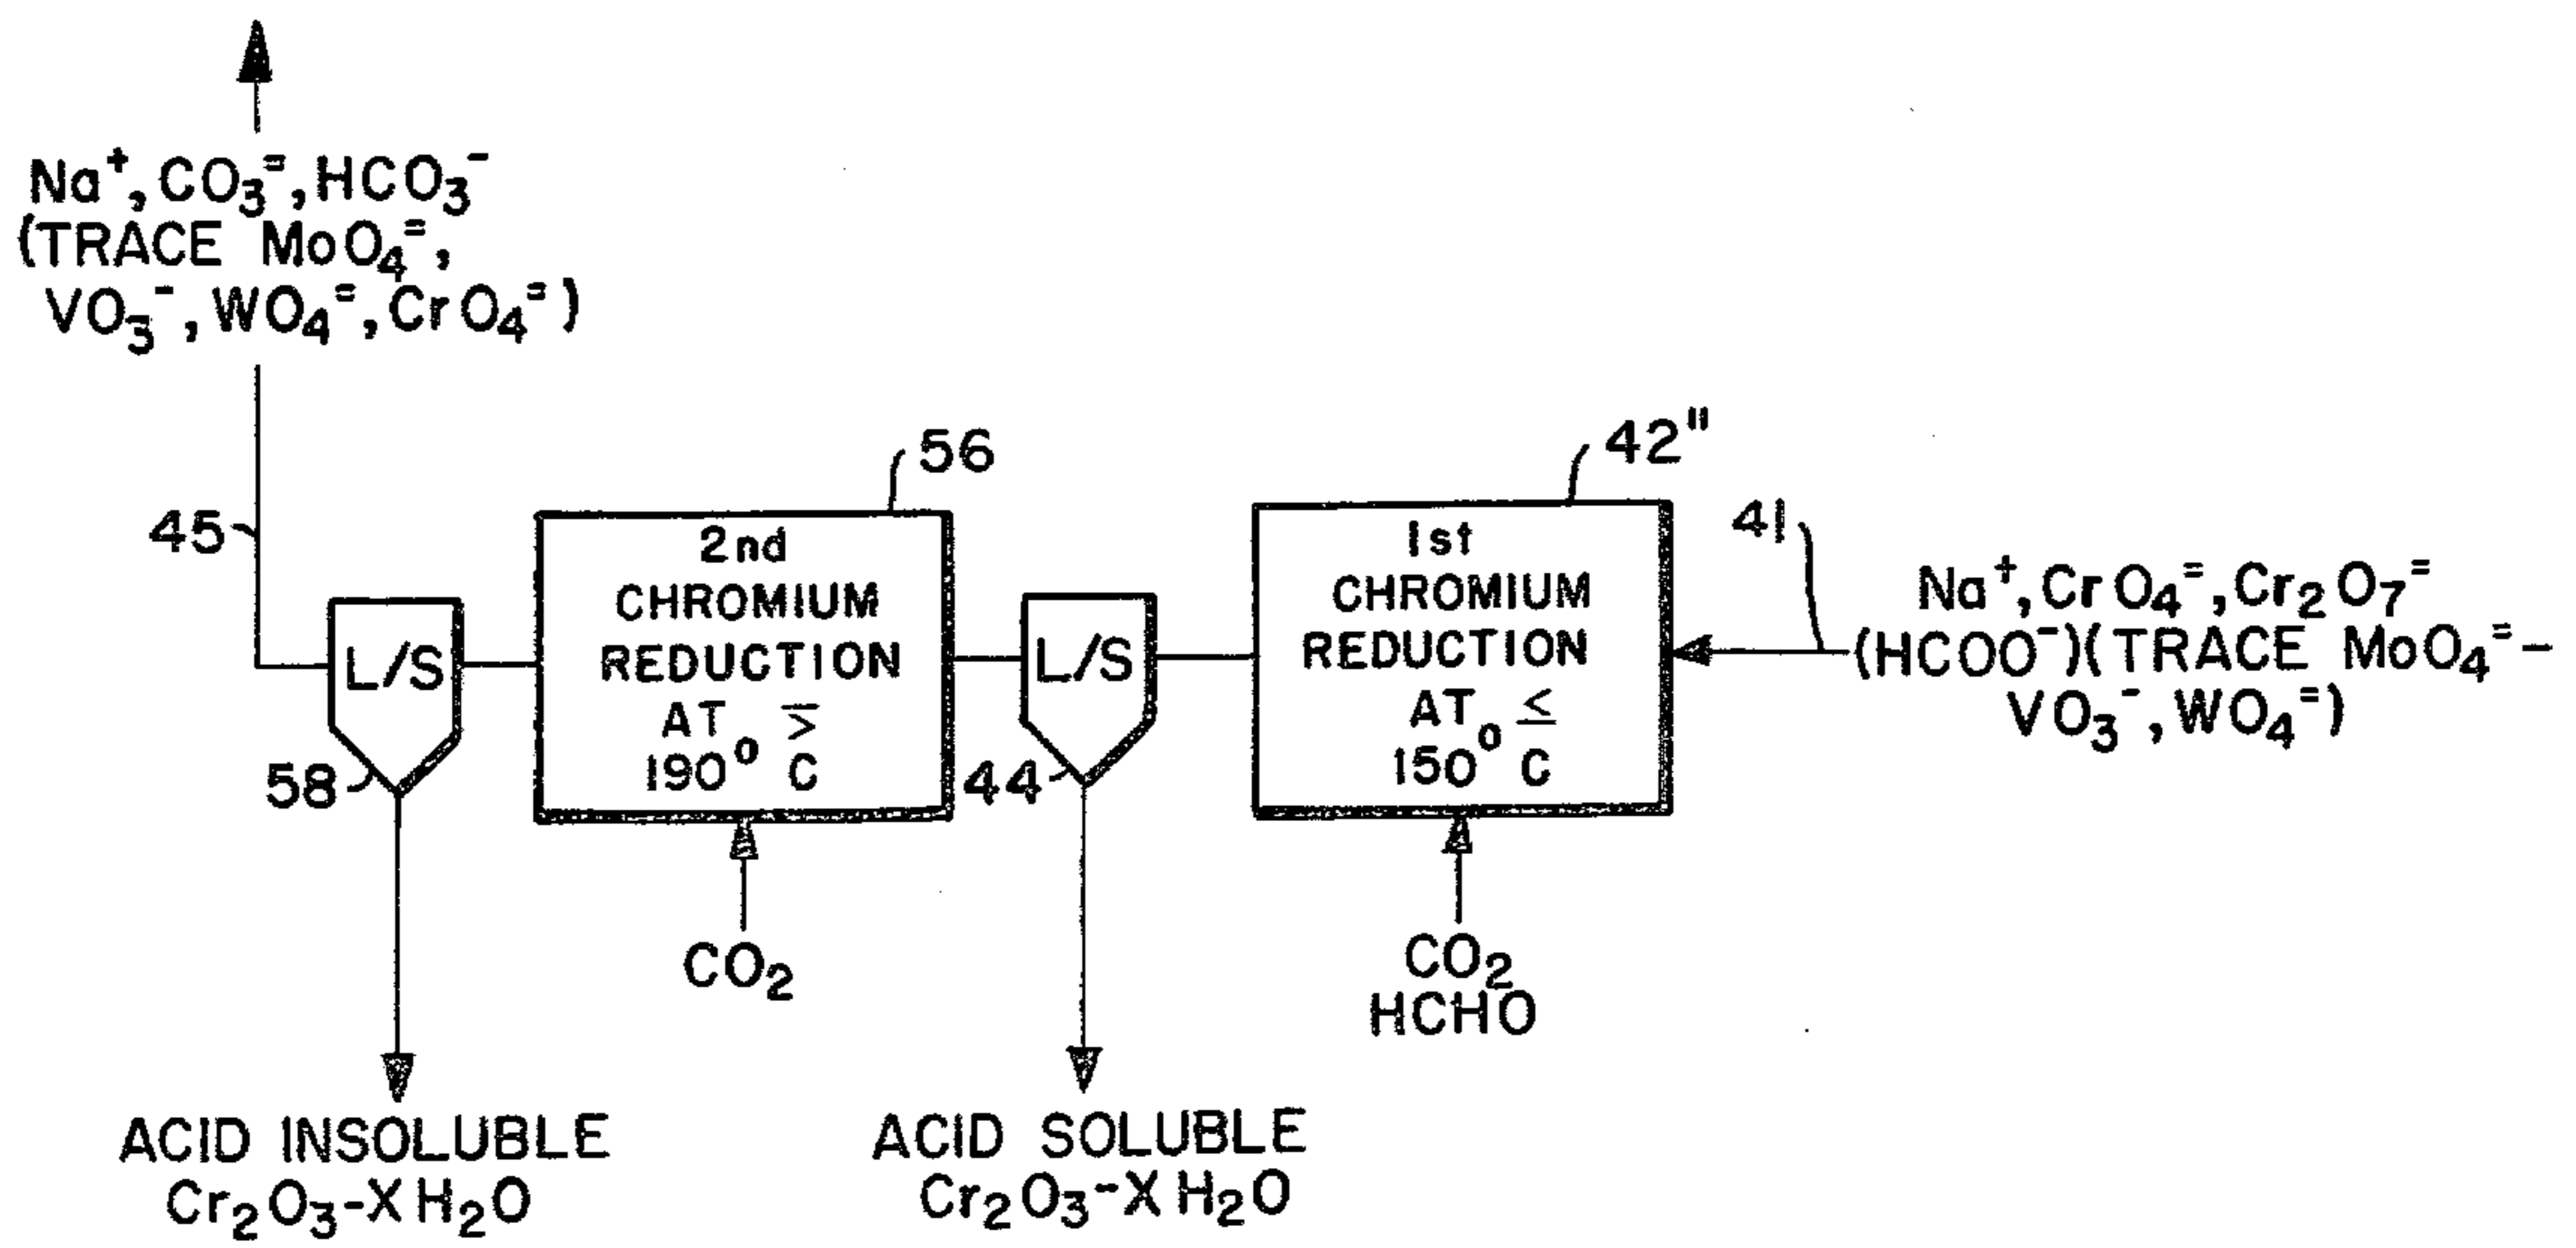 Na⁺, CO₃⁼, HCO₃⁻
(TRACE MoO₄⁼,
VO₃⁻, WO₄⁼, CrO₄⁼)
45
58
L/S
56
2nd
CHROMIUM
REDUCTION
AT ≥
190° C
CO₂
44
L/S
42"
1st
CHROMIUM
REDUCTION
AT ≤
150° C
CO₂
HCHO
41
Na⁺, CrO₄⁼, Cr₂O₇⁼
(HCOO⁻)(TRACE MoO₄⁼-
VO₃⁻, WO₄⁼)
ACID INSOLUBLE
Cr₂O₃-XH₂O
ACID SOLUBLE
Cr₂O₃-XH₂O